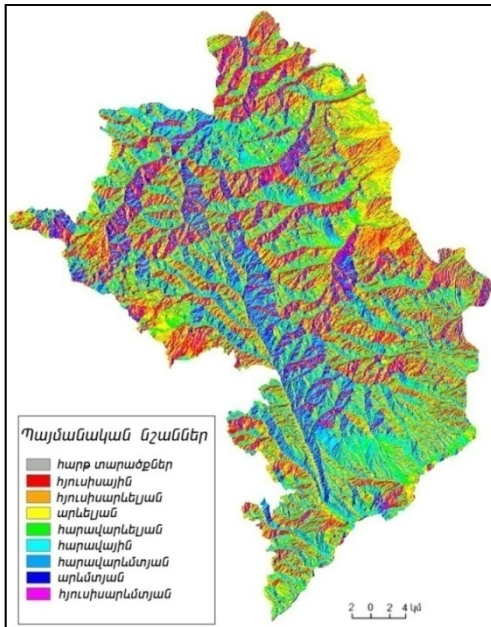 Պայմանական նշաններ
հարթ տարածքներ
հյուսիսային
հյուսիսարևելյան
արևելյան
հարավարևելյան
հարավային
հարավարևմտյան
արևմտյան
հյուսիսարևմտյան
2 0 2 4 կմ